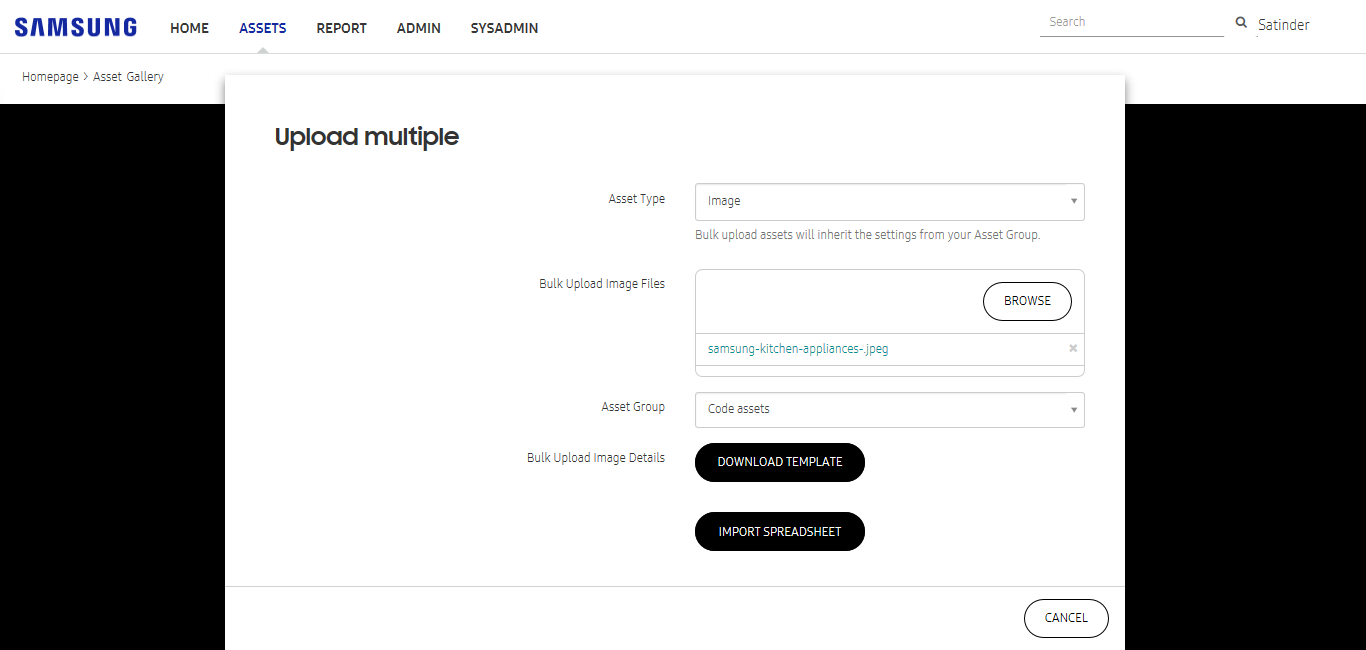 SAMSUNG HOME ASSETS REPORT ADMIN SYSADMIN Search Satinder
Homepage > Asset Gallery
Upload multiple
Asset Type Image
Bulk upload assets will inherit the settings from your Asset Group.
Bulk Upload Image Files BROWSE
samsung-kitchen-appliances-.jpeg
Asset Group Code assets
Bulk Upload Image Details DOWNLOAD TEMPLATE
IMPORT SPREADSHEET
CANCEL